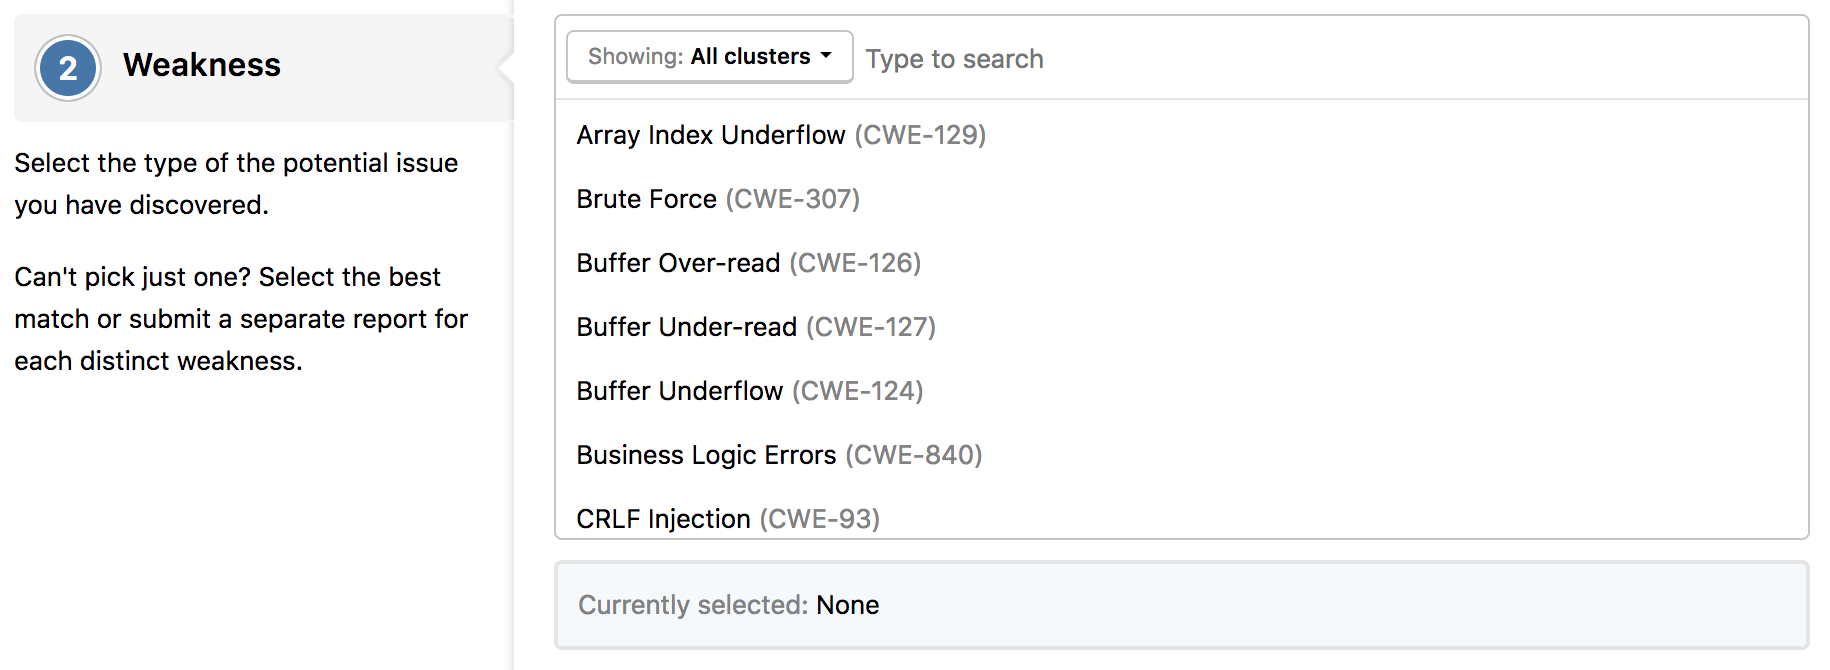 2 Weakness
Select the type of the potential issue
you have discovered.
Can't pick just one? Select the best
match or submit a separate report for
each distinct weakness.
Showing: All clusters Type to search
Array Index Underflow (CWE-129)
Brute Force (CWE-307)
Buffer Over-read (CWE-126)
Buffer Under-read (CWE-127)
Buffer Underflow (CWE-124)
Business Logic Errors (CWE-840)
CRLF Injection (CWE-93)
Currently selected: None